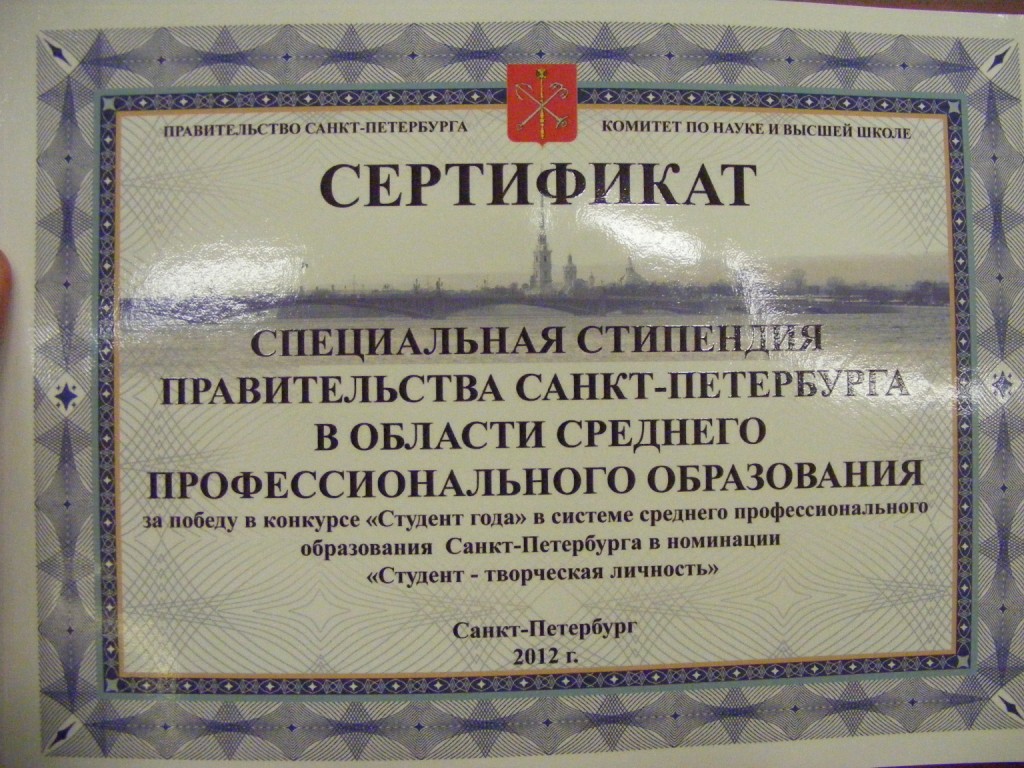 ПРАВИТЕЛЬСТВО САНКТ-ПЕТЕРБУРГА
КОМИТЕТ ПО НАУКЕ И ВЫСШЕЙ ШКОЛЕ
СЕРТИФИКАТ
СПЕЦИАЛЬНАЯ СТИПЕНДИЯ
ПРАВИТЕЛЬСТВА САНКТ-ПЕТЕРБУРГА
В ОБЛАСТИ СРЕДНЕГО
ПРОФЕССИОНАЛЬНОГО ОБРАЗОВАНИЯ
за победу в конкурсе «Студент года» в системе среднего профессионального
образования Санкт-Петербурга в номинации
«Студент - творческая личность»
Санкт-Петербург
2012 г.